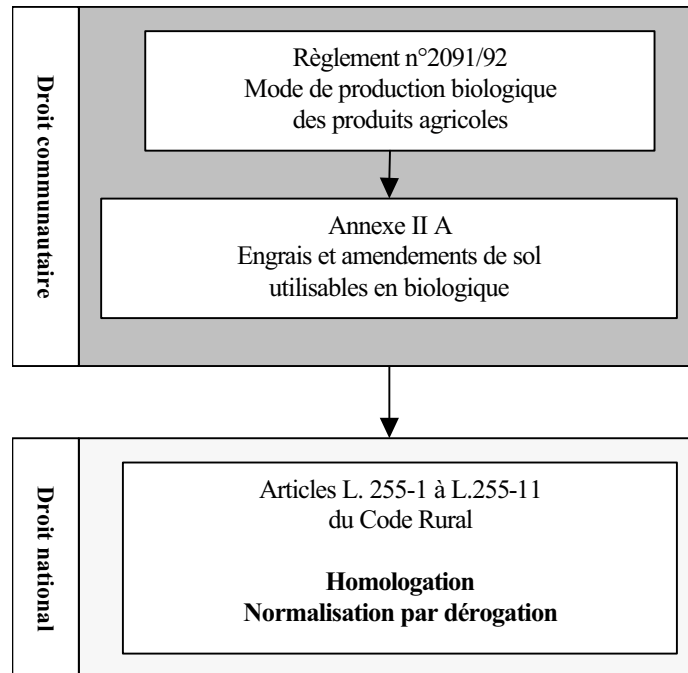 Droit communautaire
Règlement n°2091/92
Mode de production biologique
des produits agricoles
Annexe II A
Engrais et amendements de sol
utilisables en biologique
Droit national
Articles L. 255-1 à L.255-11
du Code Rural
Homologation
Normalisation par dérogation